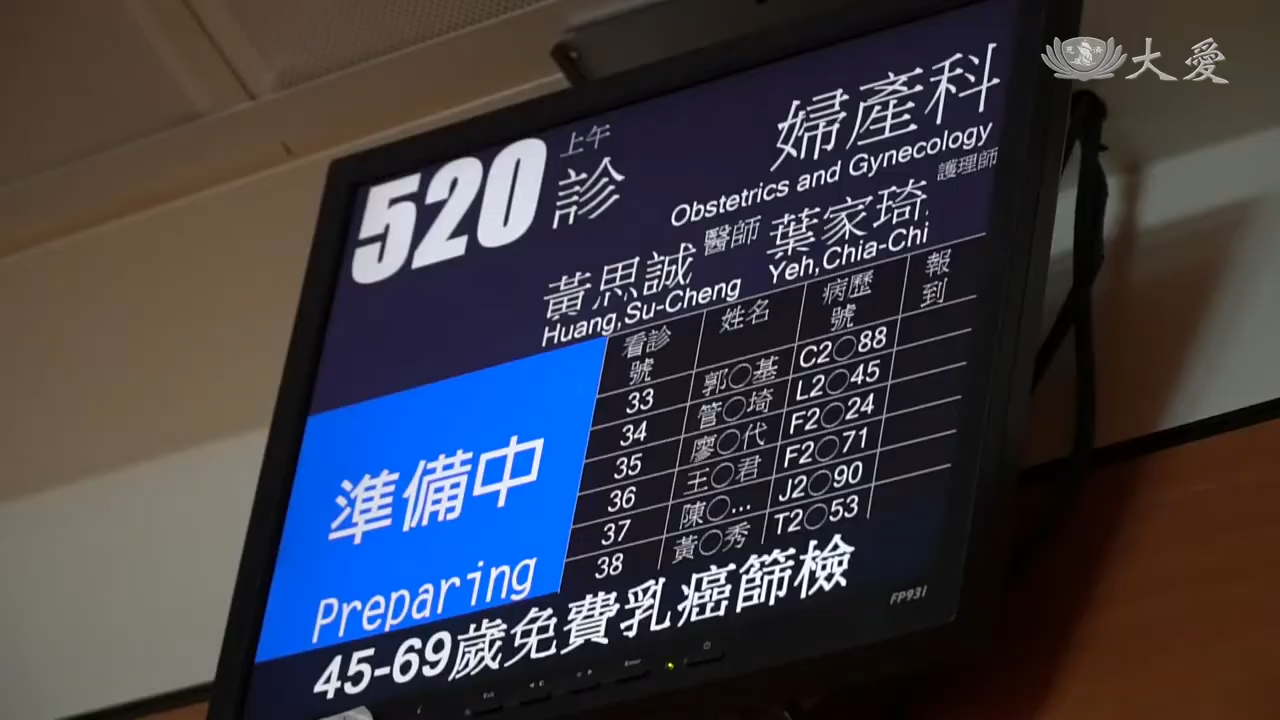 大愛
520
上午
診
婦產科
Obstetrics and Gynecology
黃思誠 醫師 葉家琦 護理師
Huang,Su-Cheng Yeh,Chia-Chi
看診號 姓名 病歷號 報到
33 郭○基 C2○88
34 管○埼 L2○45
35 廖○代 F2○24
36 王○君 F2○71
37 陳○... J2○90
38 黃○秀 T2○53
準備中
Preparing
45-69歲免費乳癌篩檢
FP931